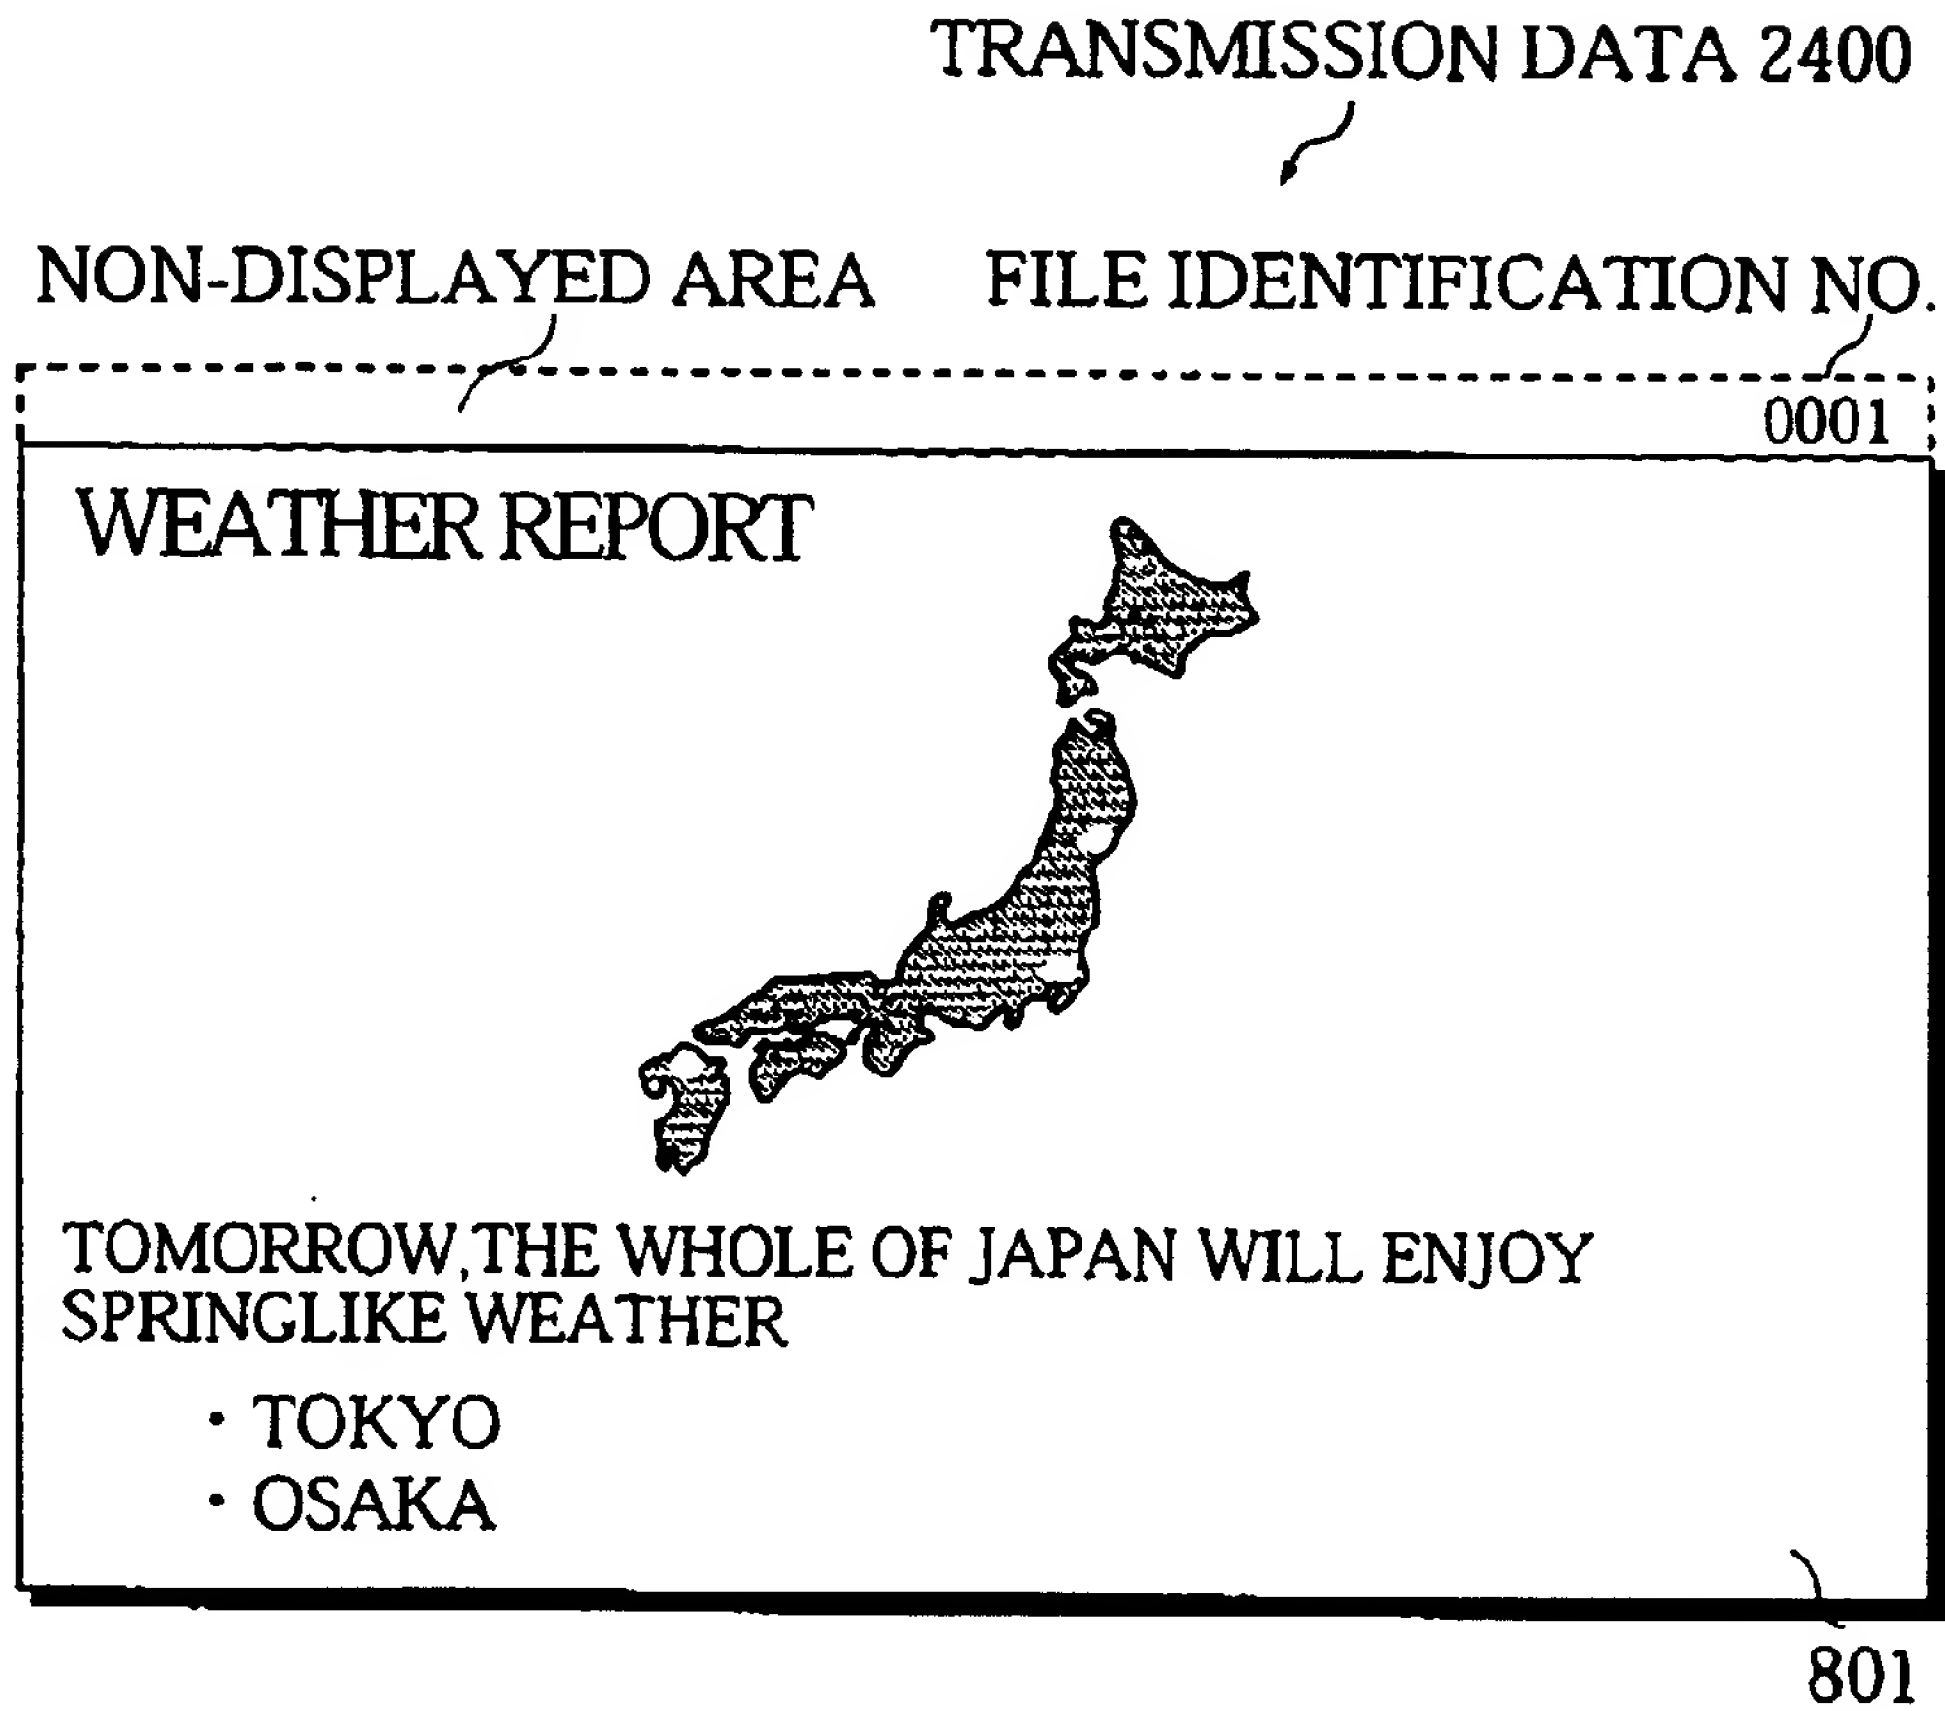 TRANSMISSION DATA 2400
NON-DISPLAYED AREA
FILE IDENTIFICATION NO.
0001
WEATHER REPORT
TOMORROW,THE WHOLE OF JAPAN WILL ENJOY
SPRINGLIKE WEATHER
・TOKYO
・OSAKA
801